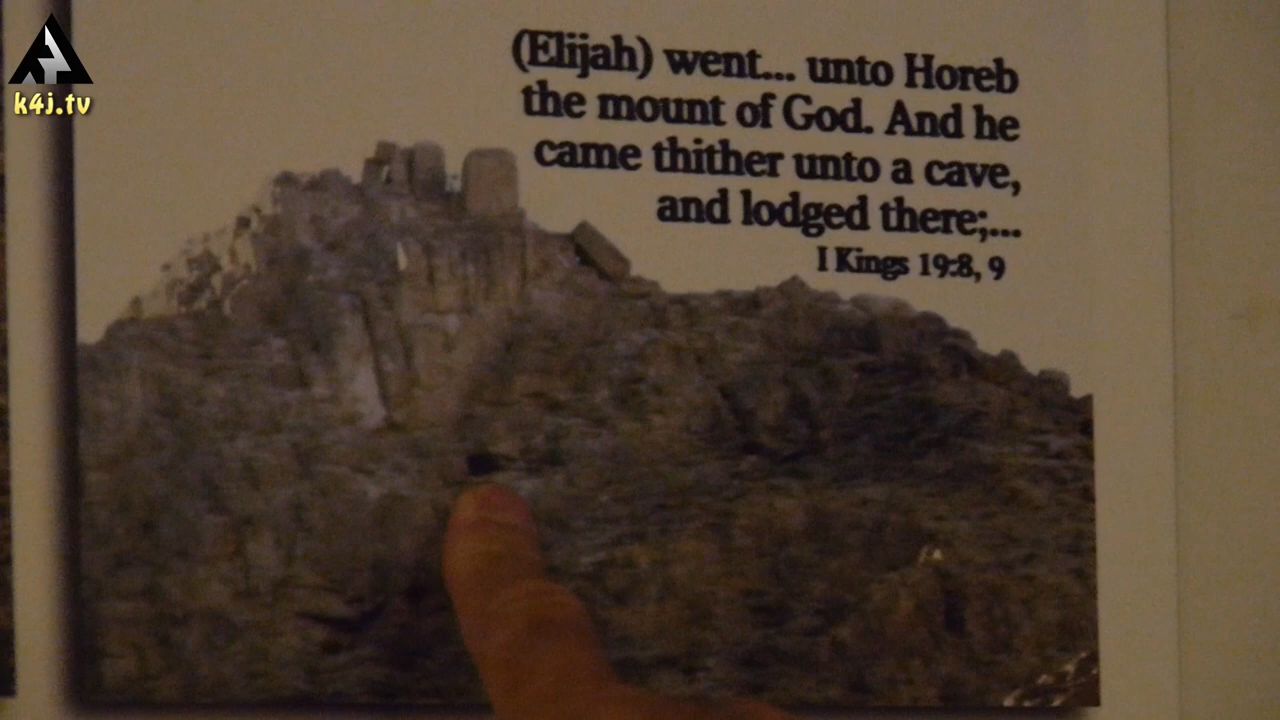 k4j.tv
(Elijah) went... unto Horeb
the mount of God. And he
came thither unto a cave,
and lodged there;...
I Kings 19:8, 9